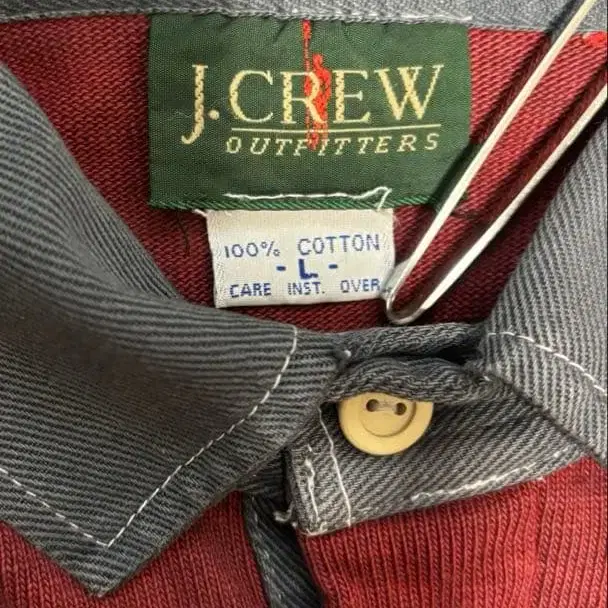 J.CREW
OUTFITTERS
100% COTTON
- L -
CARE INST. OVER